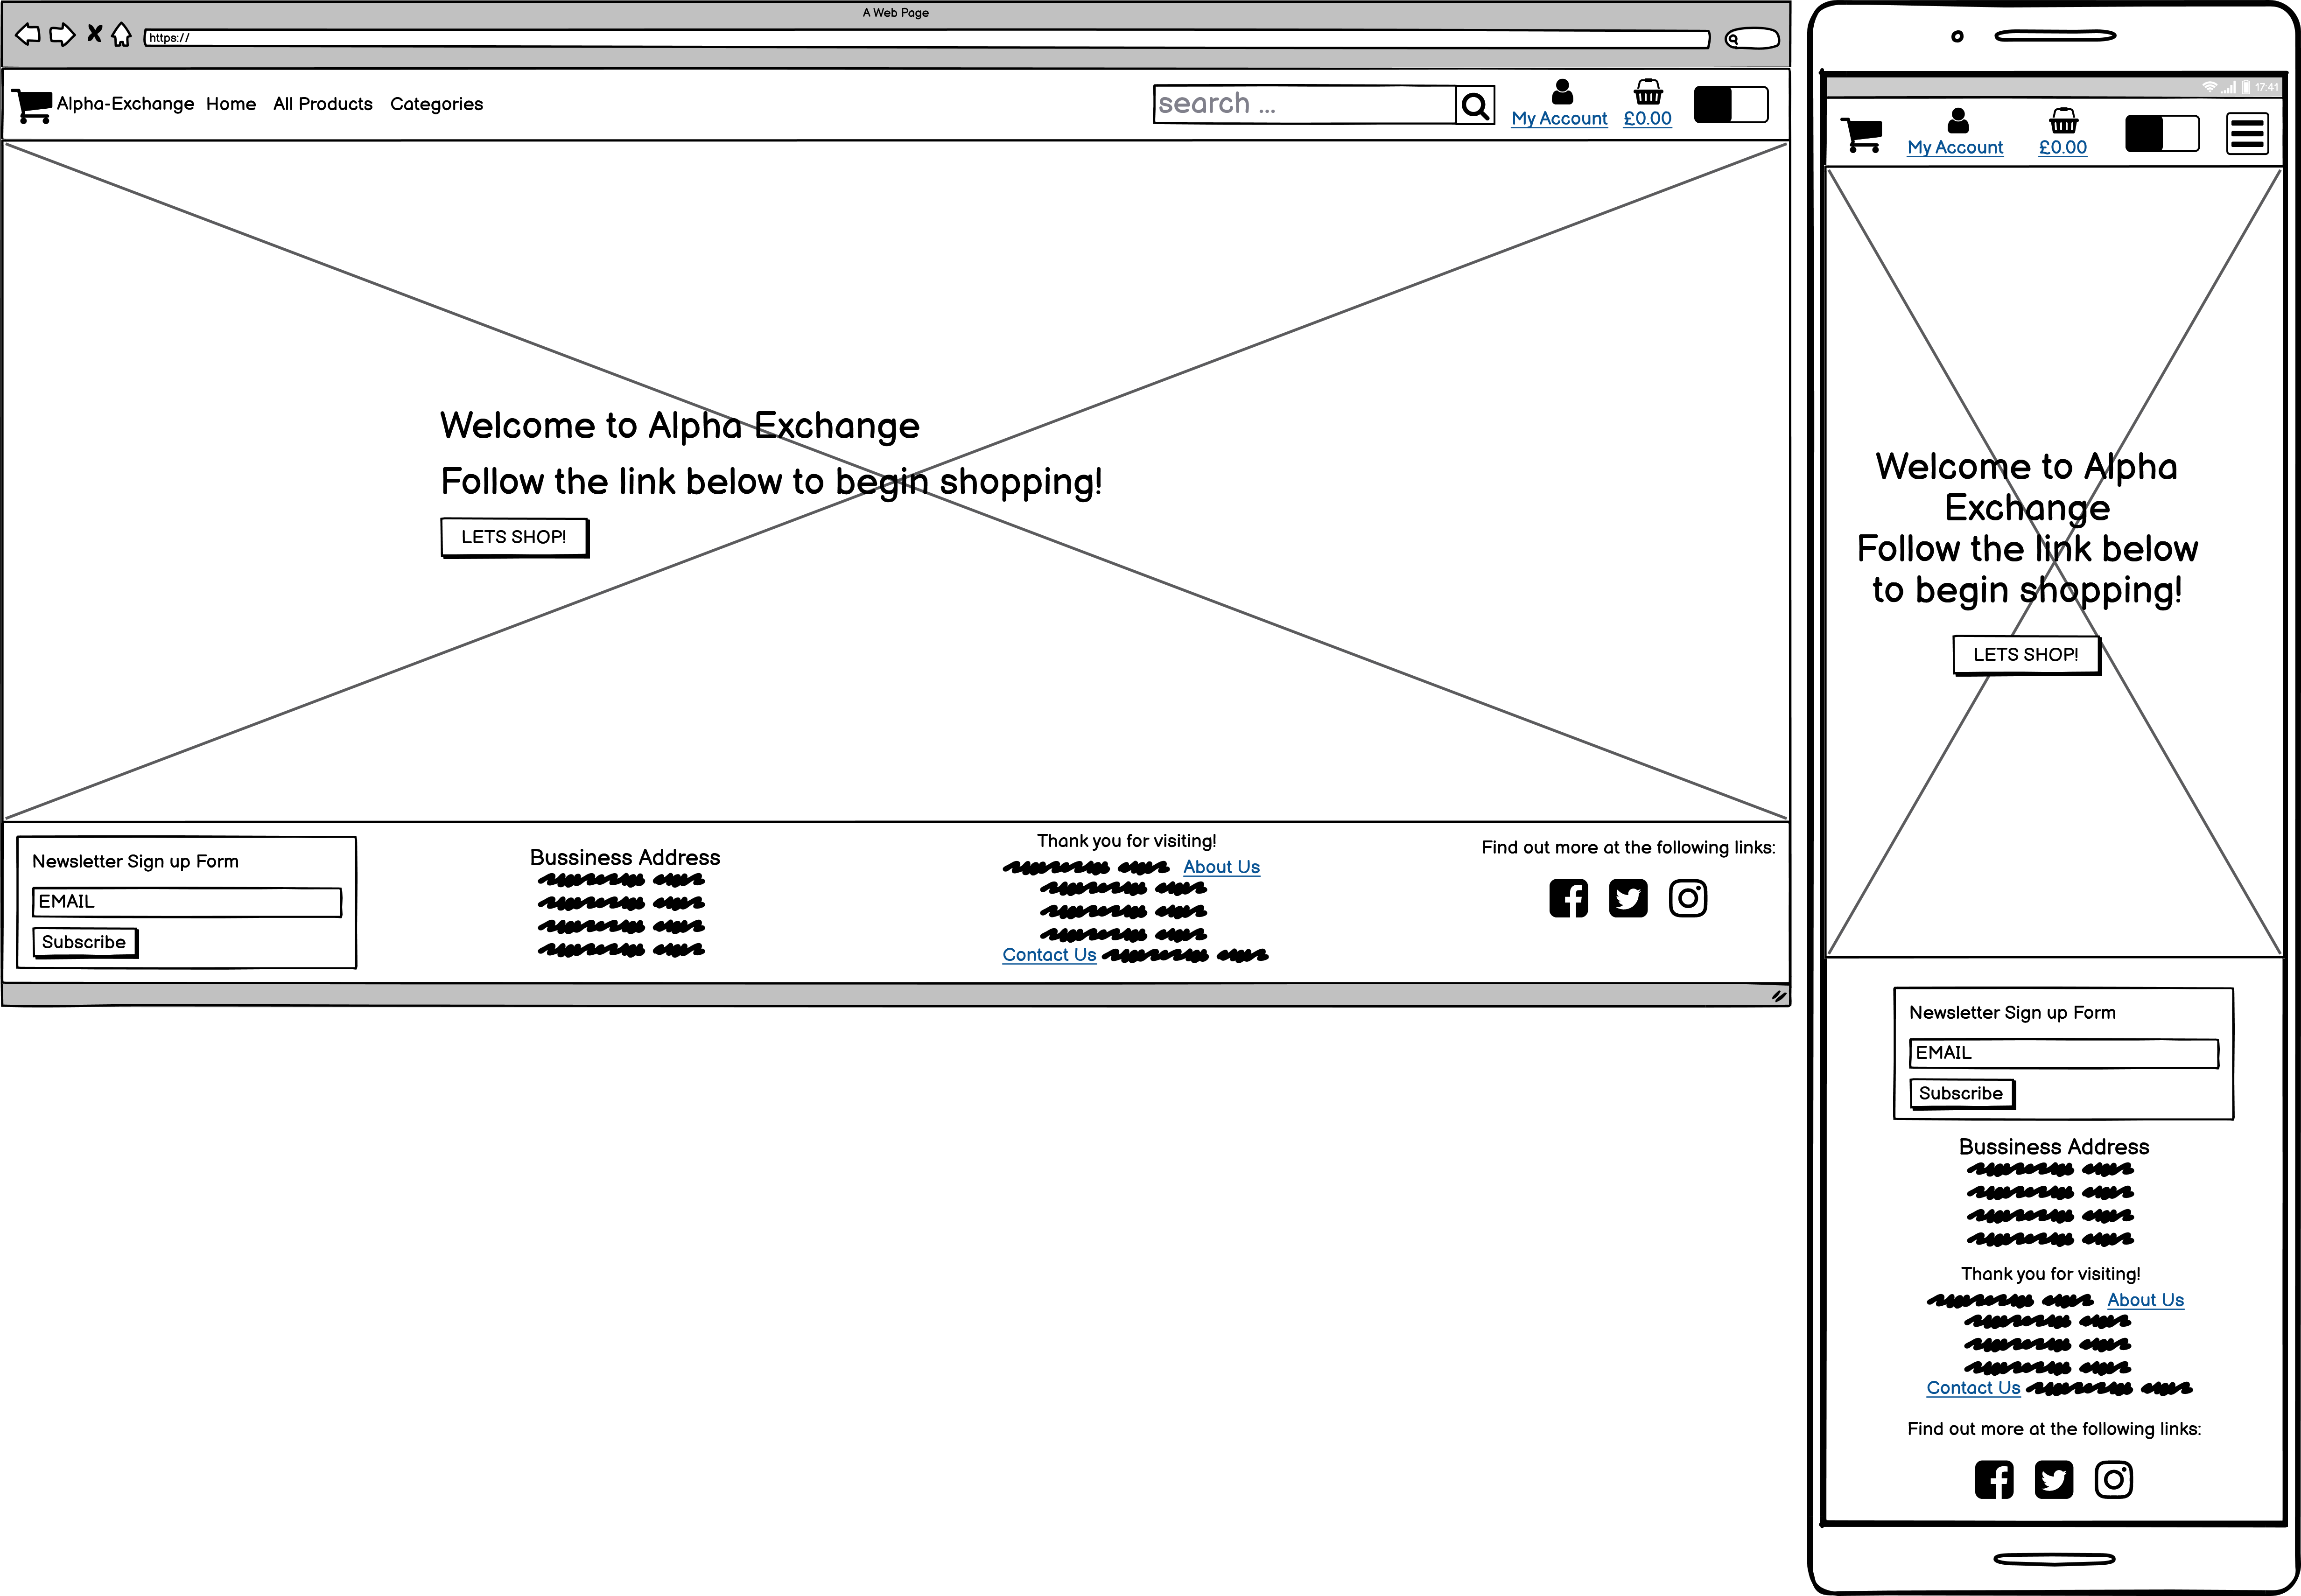 A Web Page
https://
Alpha-Exchange Home All Products Categories
search ...
My Account £0.00
Welcome to Alpha Exchange
Follow the link below to begin shopping!
LETS SHOP!
Newsletter Sign up Form
EMAIL
Subscribe
Bussiness Address
Thank you for visiting!
About Us
Contact Us
Find out more at the following links:
17:41
My Account £0.00
Welcome to Alpha
Exchange
Follow the link below
to begin shopping!
LETS SHOP!
Newsletter Sign up Form
EMAIL
Subscribe
Bussiness Address
Thank you for visiting!
About Us
Contact Us
Find out more at the following links: